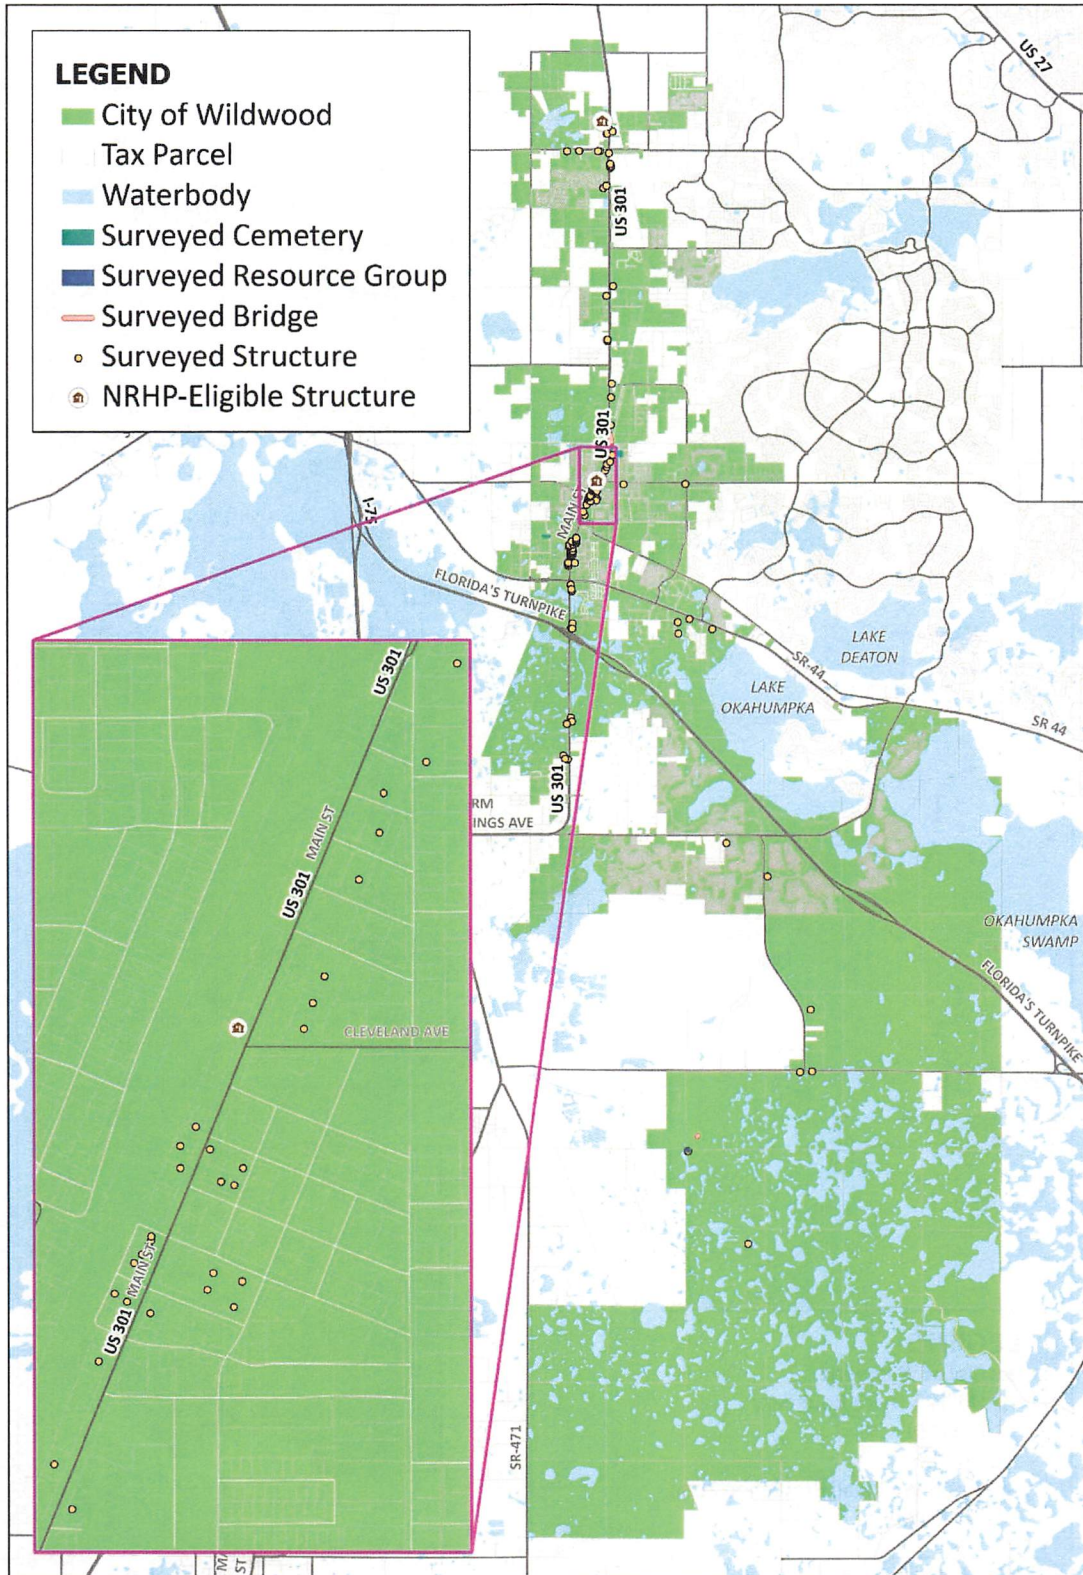 LEGEND
City of Wildwood
Tax Parcel
Waterbody
Surveyed Cemetery
Surveyed Resource Group
Surveyed Bridge
Surveyed Structure
NRHP-Eligible Structure
US 27
US 301
US 301
MAIN ST
I-75
FLORIDA'S TURNPIKE
LAKE
DEATON
SR-44
LAKE
OKAHUMPKA
SR 44
US 301
RM
INGS AVE
OKAHUMPKA
SWAMP
FLORIDA'S TURNPIKE
US 301
MAIN ST
US 301
CLEVELAND AVE
MAIN ST
US 301
SR-471
ST